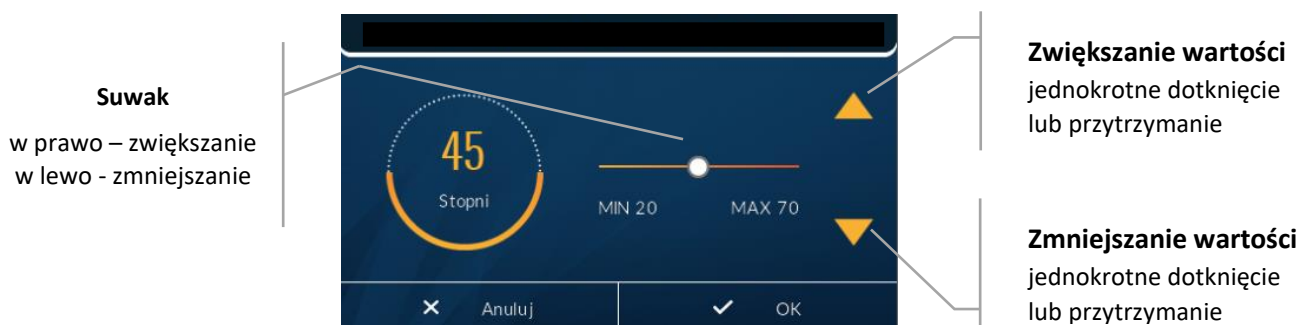 Suwak
w prawo – zwiększanie
w lewo - zmniejszanie
45
Stopni
MIN 20
MAX 70
Anuluj
OK
Zwiększanie wartości
jednokrotne dotknięcie
lub przytrzymanie
Zmniejszanie wartości
jednokrotne dotknięcie
lub przytrzymanie